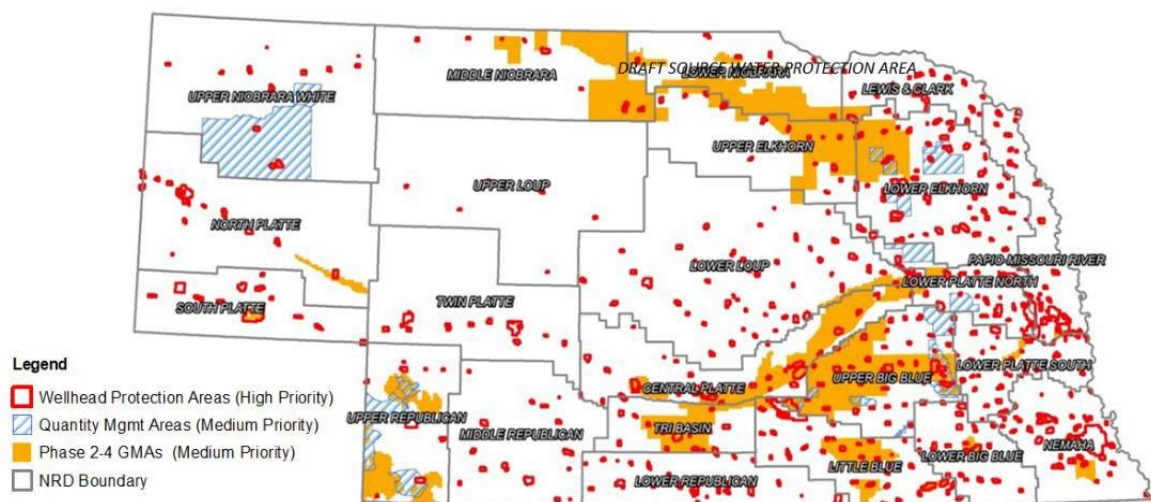 DRAFT SOURCE WATER PROTECTION AREA
MIDDLE NIOBRARA
LOWER NIOBRARA
LEWIS & CLARK
UPPER NIOBRARA WHITE
UPPER ELKHORN
UPPER LOUP
LOWER ELKHORN
NORTH PLATTE
PAPIO-MISSOURI RIVER
LOWER LOUP
LOWER PLATTE NORTH
SOUTH PLATTE
TWIN PLATTE
LOWER PLATTE SOUTH
UPPER BIG BLUE
CENTRAL PLATTE
UPPER REPUBLICAN
TRI BASIN
MIDDLE REPUBLICAN
NEMAHA
LOWER BIG BLUE
LITTLE BLUE
LOWER REPUBLICAN
Legend
Wellhead Protection Areas (High Priority)
Quantity Mgmt Areas (Medium Priority)
Phase 2-4 GMAs (Medium Priority)
NRD Boundary